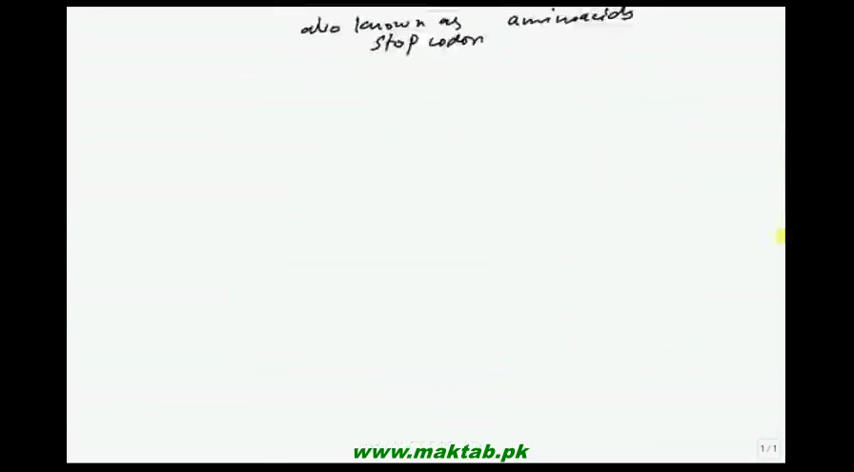 also known as aminoacids
stop codon
1/1
www.maktab.pk